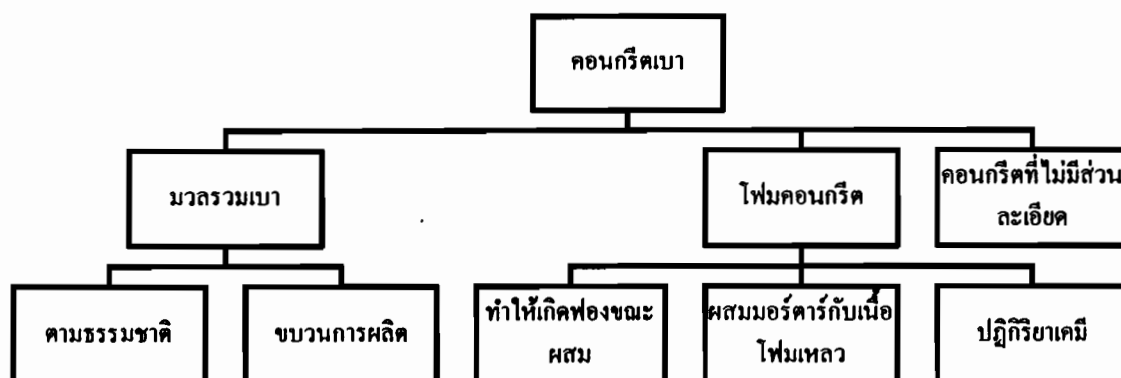 คอนกรีตเบา
มวลรวมเบา
โฟมคอนกรีต
คอนกรีตที่ไม่มีส่วน
ละเอียด
ตามธรรมชาติ
ขบวนการผลิต
ทำให้เกิดฟองขณะ
ผสม
ผสมมอร์ตาร์กับเนื้อ
โฟมเหลว
ปฏิกิริยาเคมี